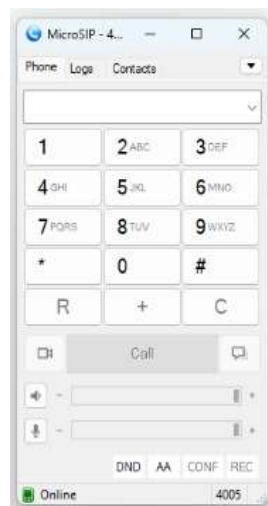 MicroSIP - 4...
Phone Logs Contacts
1 2 ABC 3 DEF
4 GHI 5 JKL 6 MNO
7 PQRS 8 TUV 9 WXYZ
* 0 #
R + C
Call
- +
- +
DND AA CONF REC
Online 4005